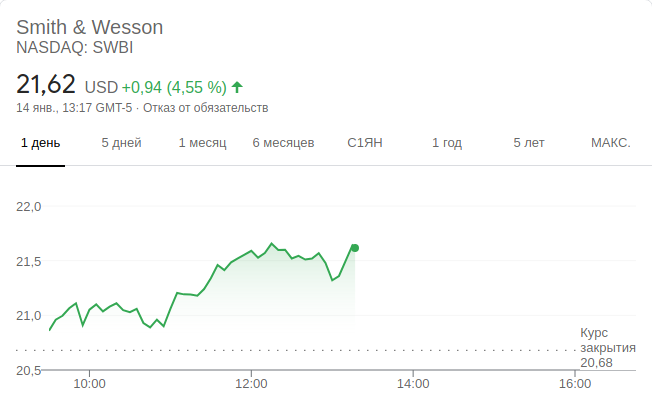 Smith & Wesson
NASDAQ: SWBI
21,62 USD +0,94 (4,55 %)
14 янв., 13:17 GMT-5 · Отказ от обязательств
1 день 5 дней 1 месяц 6 месяцев С1ЯН 1 год 5 лет МАКС.
22,0
21,5
21,0
Курс
закрытия
20,68
20,5
10:00 12:00 14:00 16:00